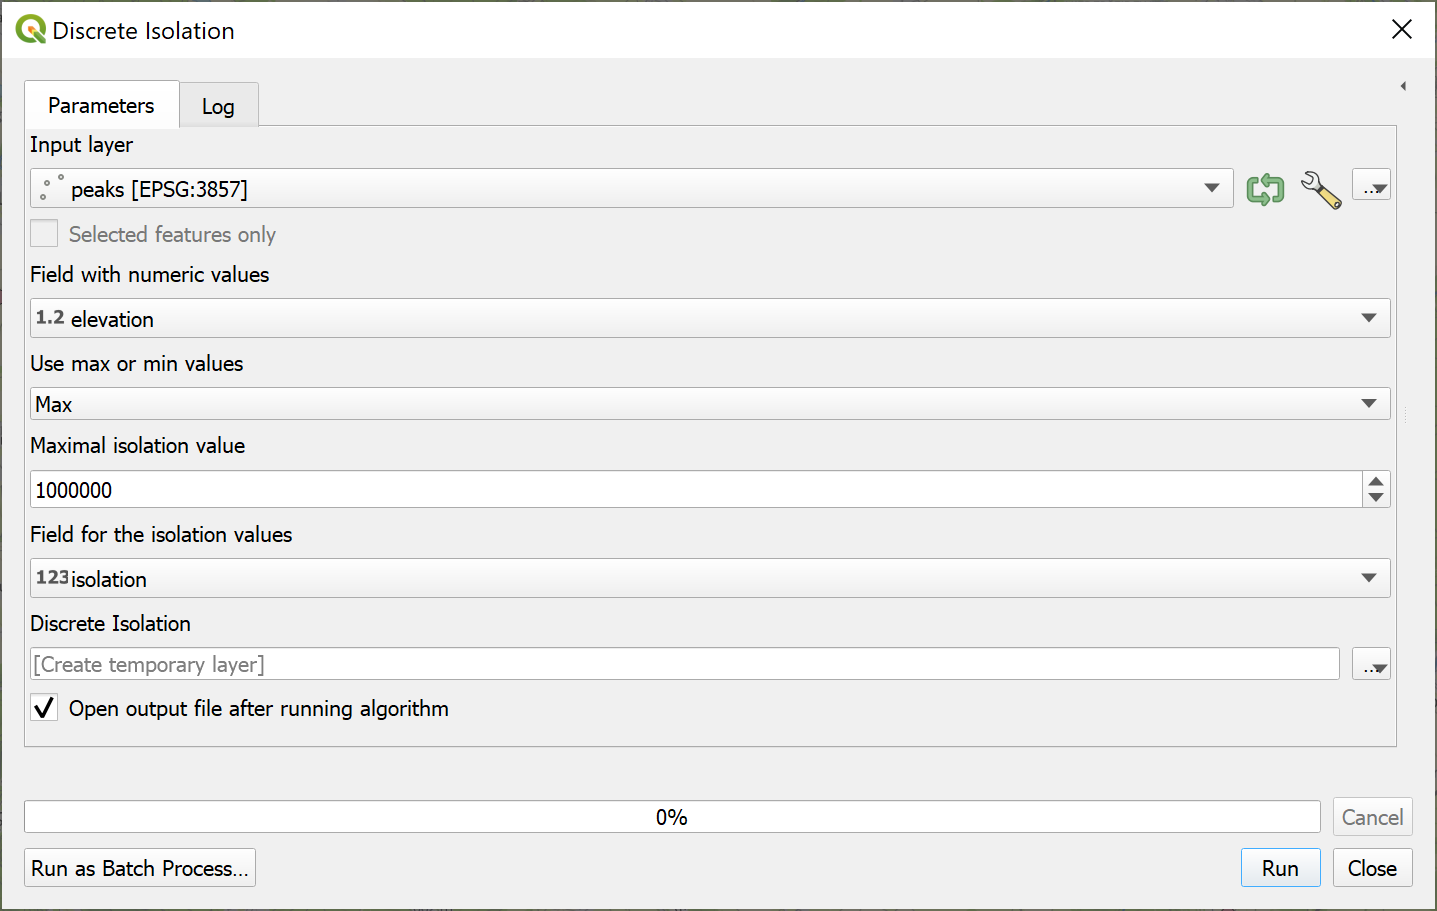 Discrete Isolation
Parameters
Log
Input layer
peaks [EPSG:3857]
...
Selected features only
Field with numeric values
1.2 elevation
Use max or min values
Max
Maximal isolation value
1000000
Field for the isolation values
123 isolation
Discrete Isolation
[Create temporary layer]
...
Open output file after running algorithm
0%
Cancel
Run as Batch Process...
Run
Close